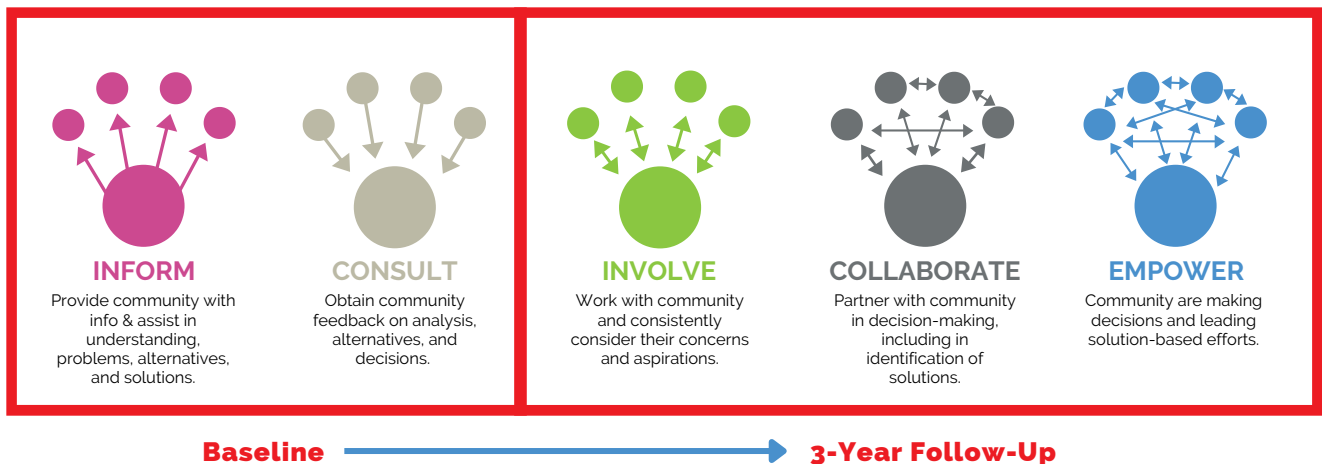 INFORM
Provide community with
info & assist in
understanding,
problems, alternatives,
and solutions.
CONSULT
Obtain community
feedback on analysis,
alternatives, and
decisions.
INVOLVE
Work with community
and consistently
consider their concerns
and aspirations.
COLLABORATE
Partner with community
in decision-making,
including in
identification of
solutions.
EMPOWER
Community are making
decisions and leading
solution-based efforts.
Baseline
3-Year Follow-Up